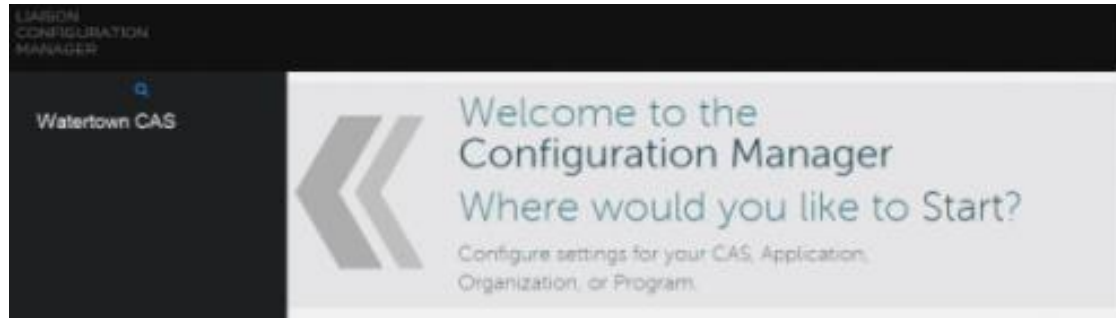 LIAISON
CONFIGURATION
MANAGER
Watertown CAS
Welcome to the
Configuration Manager
Where would you like to Start?
Configure settings for your CAS, Application,
Organization, or Program.